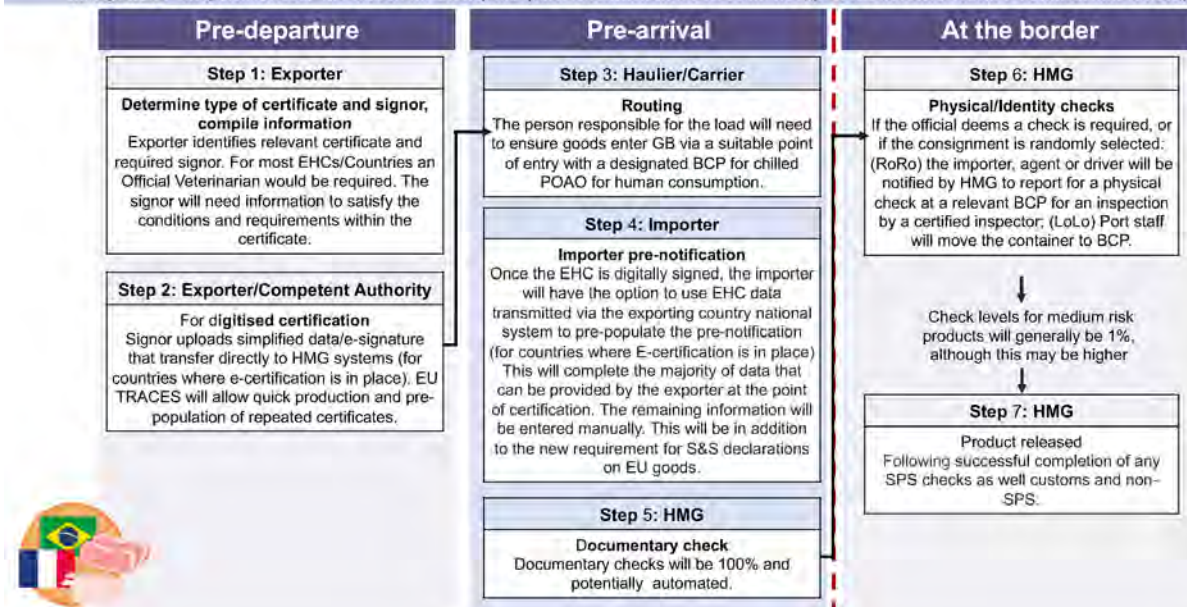 Pre-departure
Step 1: Exporter
Determine type of certificate and signor,
compile information
Exporter identifies relevant certificate and
required signor. For most EHCs/Countries an
Official Veterinarian would be required. The
signor will need information to satisfy the
conditions and requirements within the
certificate.
Step 2: Exporter/Competent Authority
For digitised certification
Signor uploads simplified data/e-signature
that transfer directly to HMG systems (for
countries where e-certification is in place). EU
TRACES will allow quick production and pre-
population of repeated certificates.
Pre-arrival
Step 3: Haulier/Carrier
Routing
The person responsible for the load will need
to ensure goods enter GB via a suitable point
of entry with a designated BCP for chilled
POAO for human consumption.
Step 4: Importer
Importer pre-notification
Once the EHC is digitally signed, the importer
will have the option to use EHC data
transmitted via the exporting country national
system to pre-populate the pre-notification
(for countries where E-certification is in place)
This will complete the majority of data that
can be provided by the exporter at the point
of certification. The remaining information will
be entered manually. This will be in addition
to the new requirement for S&S declarations
on EU goods.
Step 5: HMG
Documentary check
Documentary checks will be 100% and
potentially automated.
At the border
Step 6: HMG
Physical/Identity checks
If the official deems a check is required, or
if the consignment is randomly selected:
(RoRo) the importer, agent or driver will be
notified by HMG to report for a physical
check at a relevant BCP for an inspection
by a certified inspector; (LoLo) Port staff
will move the container to BCP.
Check levels for medium risk
products will generally be 1%,
although this may be higher
Step 7: HMG
Product released
Following successful completion of any
SPS checks as well customs and non-
SPS.